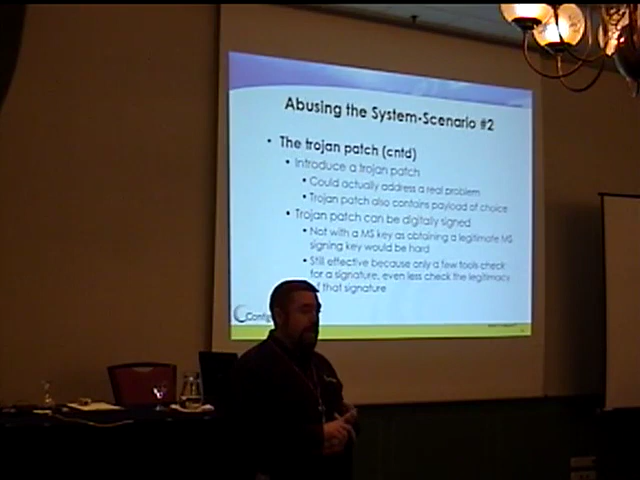 Abusing the System-Scenario #2
• The trojan patch (cntd)
• Introduce a trojan patch
• Could actually address a real problem
• Trojan patch also contains payload of choice
• Trojan patch can be digitally signed
• Not with a MS key as obtaining a legitimate MS
signing key would be hard
• Still effective because only a few tools check
for a signature, even less check the legitimacy
of that signature